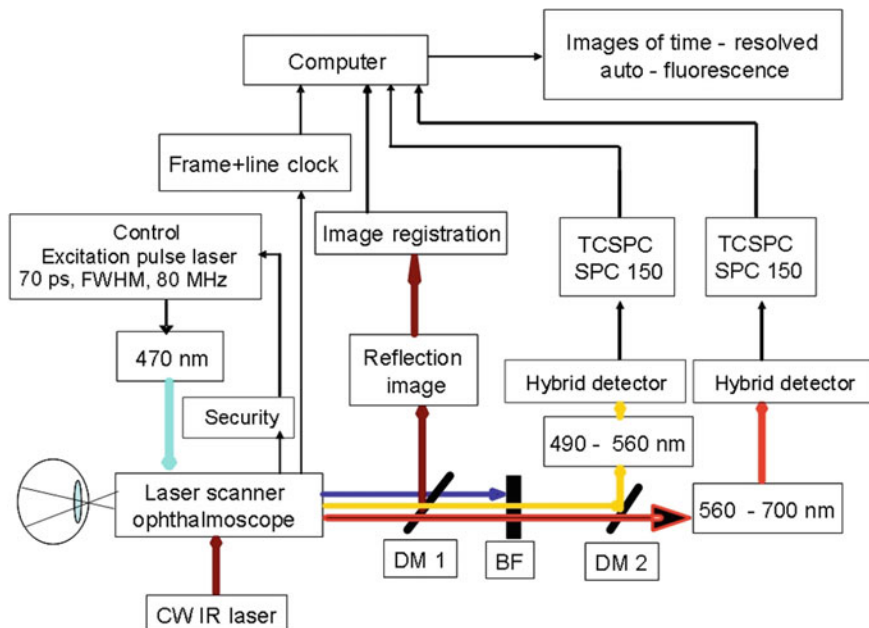 Computer
Images of time - resolved
auto - fluorescence
Frame+line clock
Control
Excitation pulse laser
70 ps, FWHM, 80 MHz
Image registration
TCSPC
SPC 150
TCSPC
SPC 150
470 nm
Reflection
image
Hybrid detector
Hybrid detector
Security
490 - 560 nm
Laser scanner
ophthalmoscope
560 - 700 nm
DM 1
BF
DM 2
CW IR laser